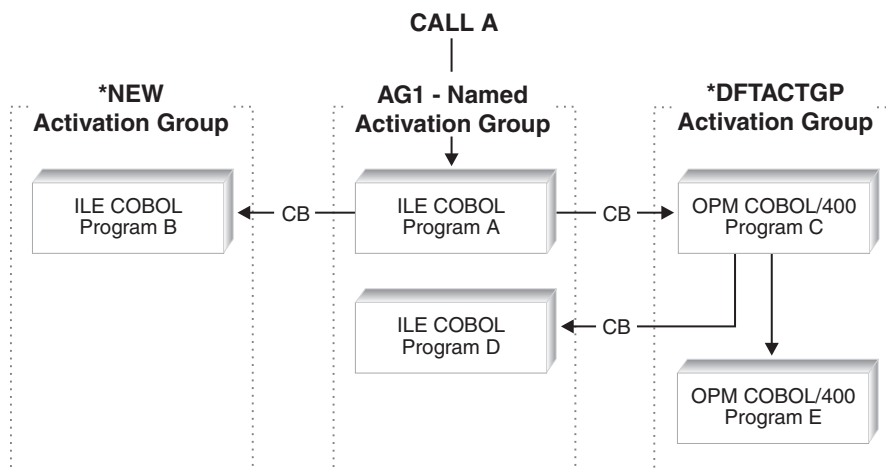 CALL A
*NEW
Activation Group
AG1 - Named
Activation Group
*DFTACTGP
Activation Group
ILE COBOL
Program B
CB
ILE COBOL
Program A
CB
OPM COBOL/400
Program C
ILE COBOL
Program D
CB
OPM COBOL/400
Program E